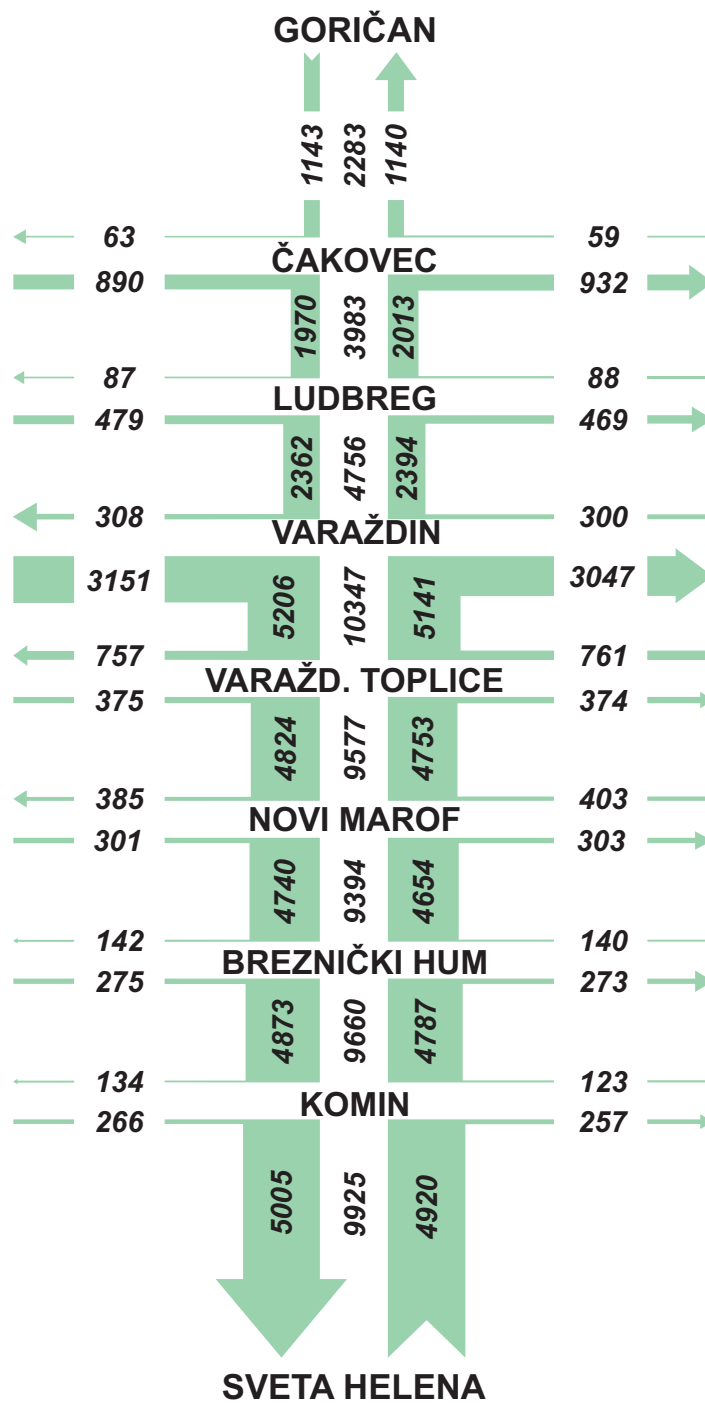 GORIČAN
1143 2283 1140
63 59
ČAKOVEC
890 932
1970 3983 2013
87 88
LUDBREG
479 469
2362 4756 2394
308 300
VARAŽDIN
3151 3047
5206 10347 5141
757 761
VARAŽD. TOPLICE
375 374
4824 9577 4753
385 403
NOVI MAROF
301 303
4740 9394 4654
142 140
BREZNIČKI HUM
275 273
4873 9660 4787
134 123
KOMIN
266 257
5005 9925 4920
SVETA HELENA